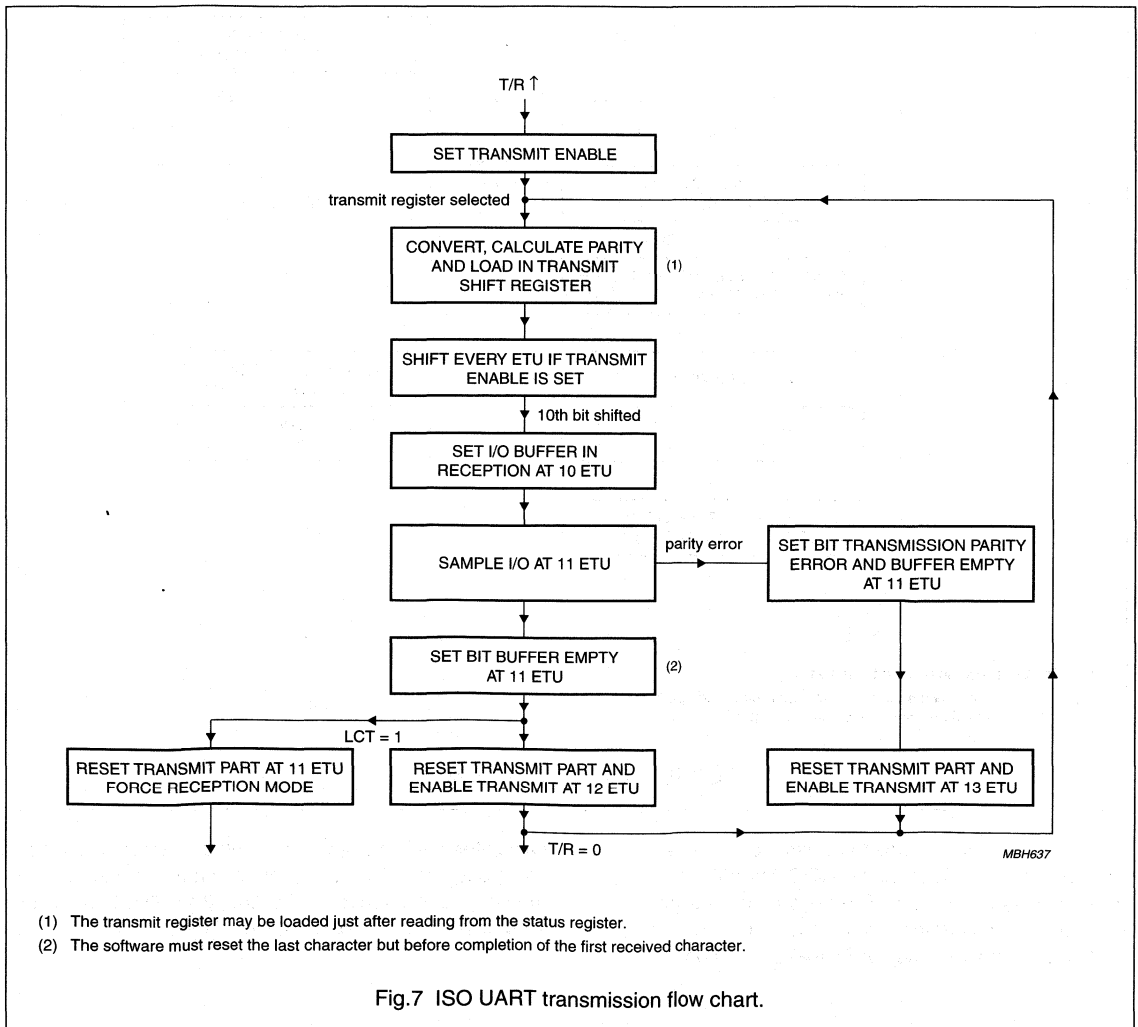 T/R ↑
SET TRANSMIT ENABLE
transmit register selected
CONVERT, CALCULATE PARITY
AND LOAD IN TRANSMIT
SHIFT REGISTER
(1)
SHIFT EVERY ETU IF TRANSMIT
ENABLE IS SET
10th bit shifted
SET I/O BUFFER IN
RECEPTION AT 10 ETU
SAMPLE I/O AT 11 ETU
parity error
SET BIT TRANSMISSION PARITY
ERROR AND BUFFER EMPTY
AT 11 ETU
SET BIT BUFFER EMPTY
AT 11 ETU
(2)
LCT = 1
RESET TRANSMIT PART AT 11 ETU
FORCE RECEPTION MODE
RESET TRANSMIT PART AND
ENABLE TRANSMIT AT 12 ETU
RESET TRANSMIT PART AND
ENABLE TRANSMIT AT 13 ETU
T/R = 0
MBH637
(1) The transmit register may be loaded just after reading from the status register.
(2) The software must reset the last character but before completion of the first received character.
Fig.7 ISO UART transmission flow chart.